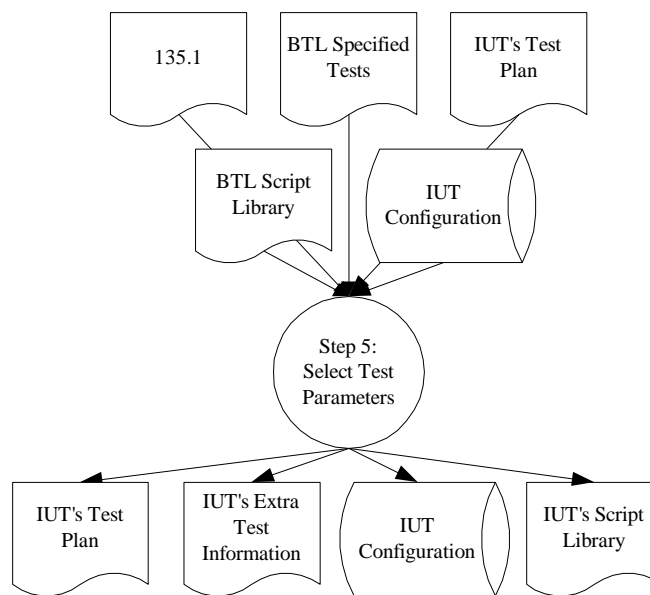 135.1
BTL Specified
Tests
IUT's Test
Plan
BTL Script
Library
IUT
Configuration
Step 5:
Select Test
Parameters
IUT's Test
Plan
IUT's Extra
Test
Information
IUT
Configuration
IUT's Script
Library